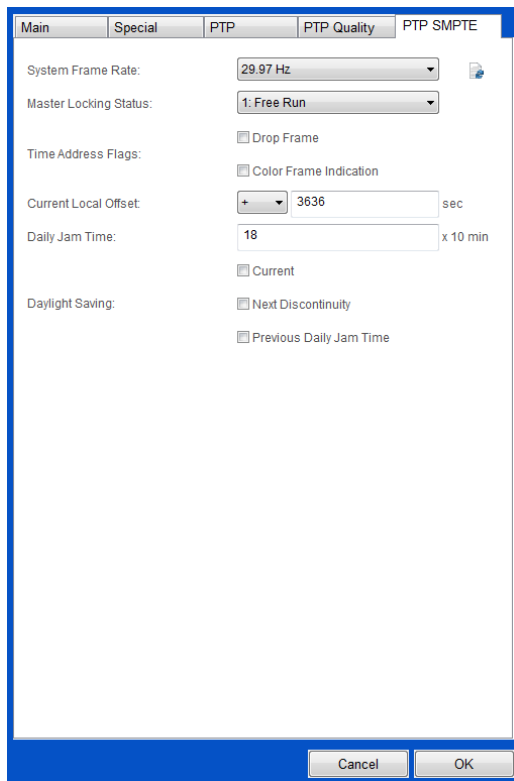 Main Special PTP PTP Quality PTP SMPTE
System Frame Rate: 29.97 Hz
Master Locking Status: 1: Free Run
Drop Frame
Time Address Flags:
Color Frame Indication
Current Local Offset: + 3636 sec
Daily Jam Time: 18 x 10 min
Current
Daylight Saving: Next Discontinuity
Previous Daily Jam Time
Cancel OK